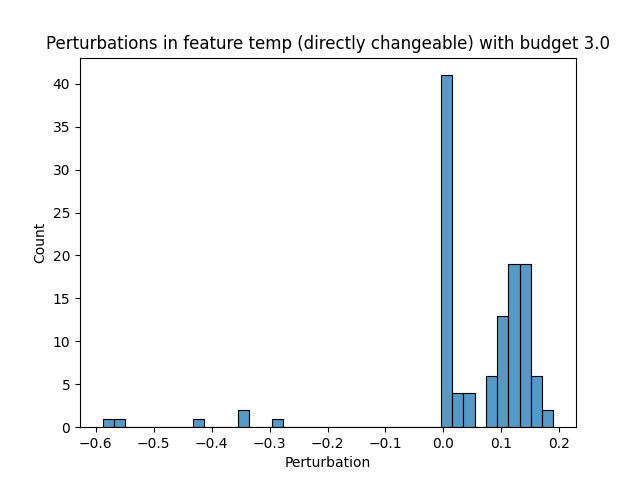 Perturbations in feature temp (directly changeable) with budget 3.0
Count
40
35
30
25
20
15
10
5
0
−0.6 −0.5 −0.4 −0.3 −0.2 −0.1 0.0 0.1 0.2
Perturbation